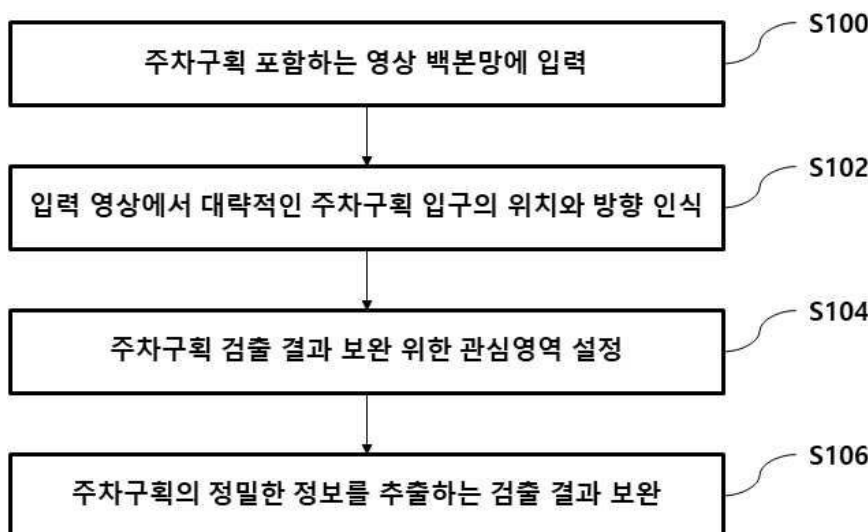 S100
주차구획 포함하는 영상 백본망에 입력
S102
입력 영상에서 대략적인 주차구획 입구의 위치와 방향 인식
S104
주차구획 검출 결과 보완 위한 관심영역 설정
S106
주차구획의 정밀한 정보를 추출하는 검출 결과 보완